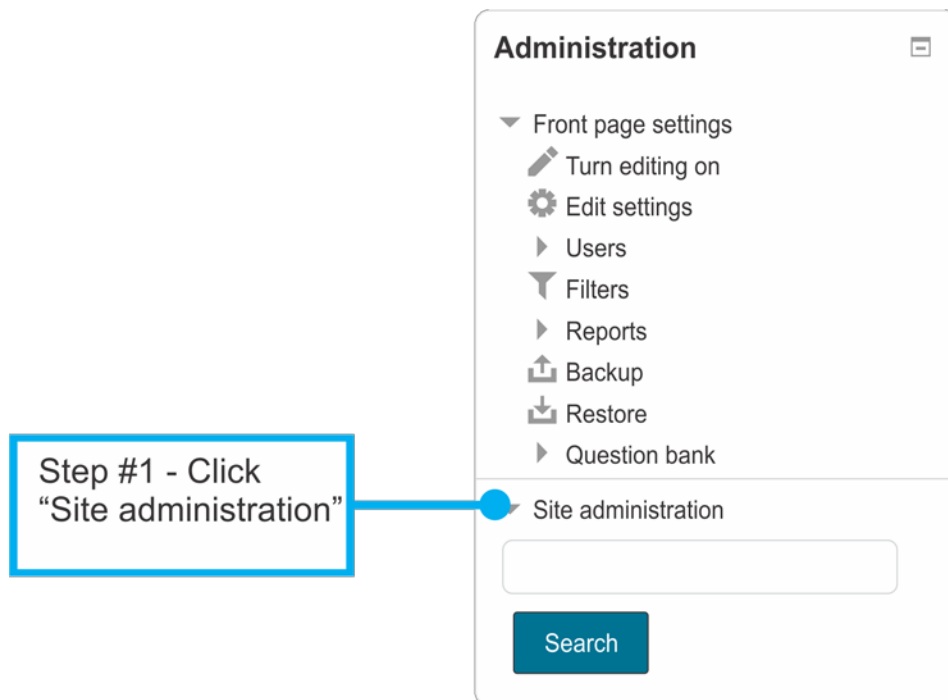 Administration
Front page settings
Turn editing on
Edit settings
Users
Filters
Reports
Backup
Restore
Question bank
Step #1 - Click
“Site administration”
Site administration
Search